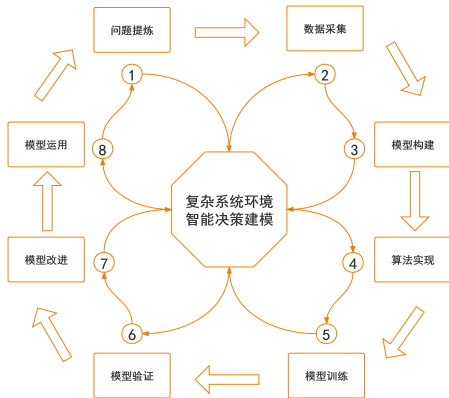 问题提炼
数据采集
1
2
模型运用
8
3
模型构建
复杂系统环境
智能决策建模
模型改进
7
4
算法实现
6
5
模型验证
模型训练